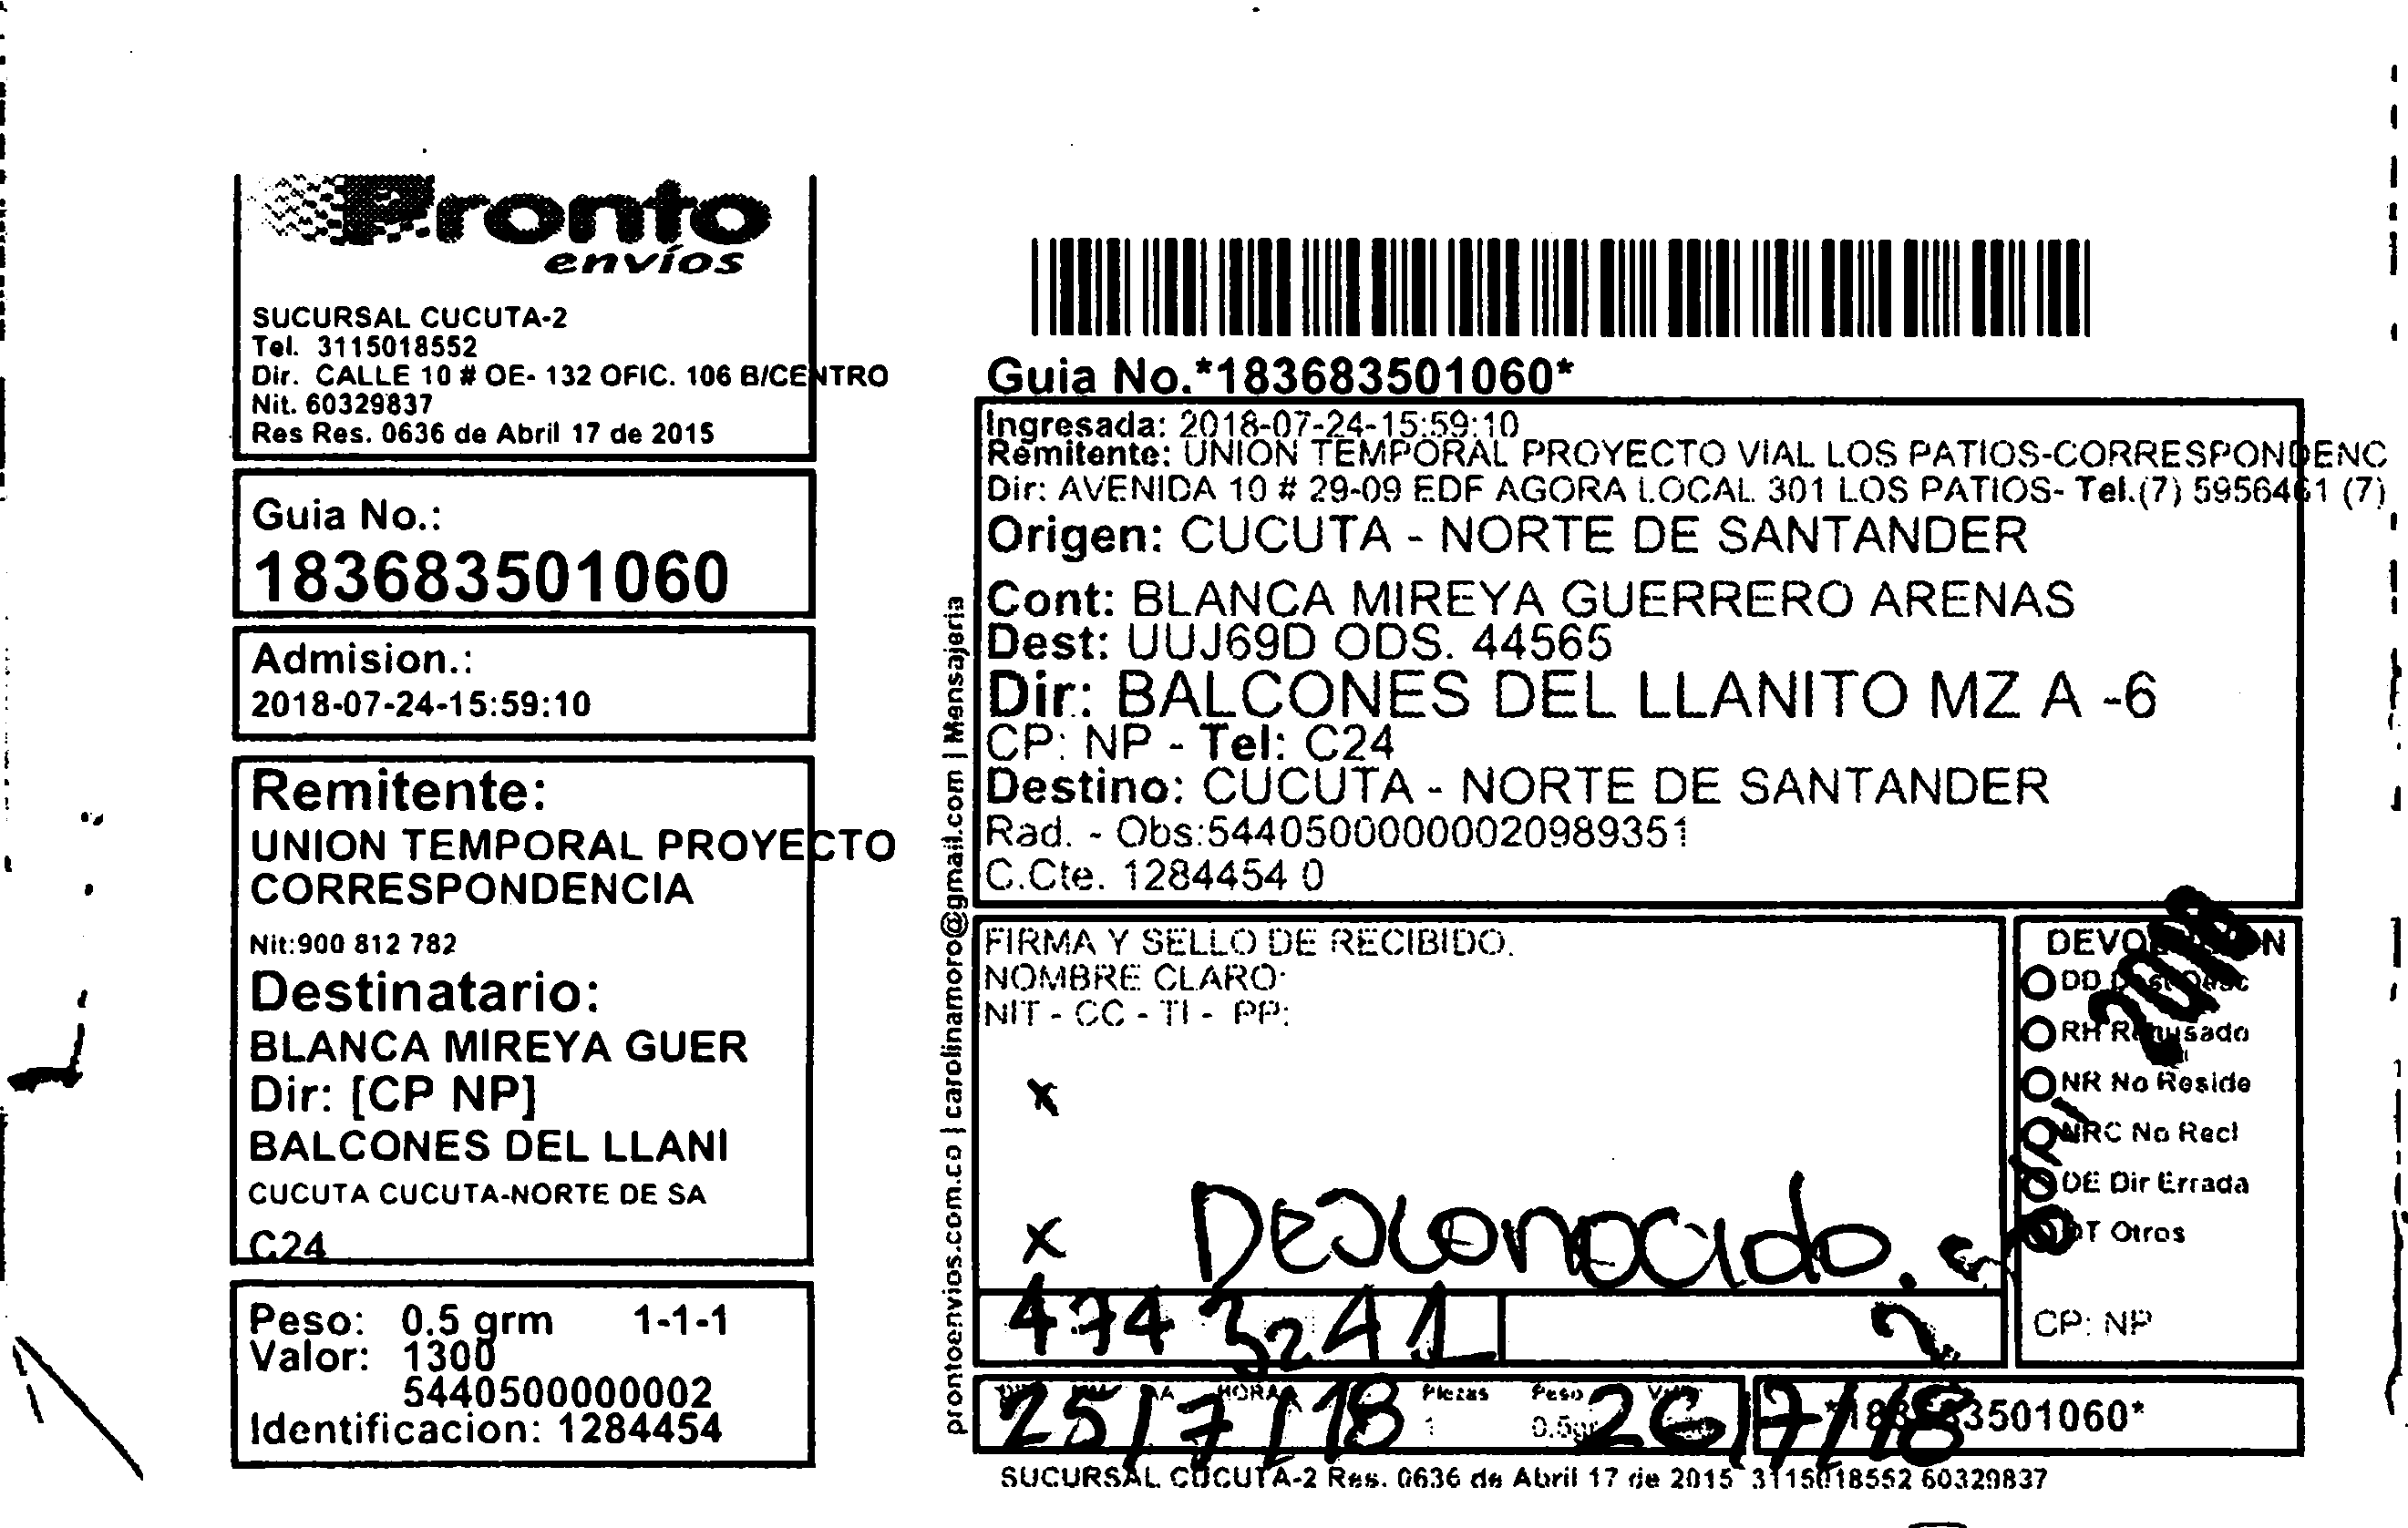 Pronto
envíos
SUCURSAL CUCUTA-2
Tel. 3115018552
Dir. CALLE 10 # OE- 132 OFIC. 106 B/CENTRO
Nit. 60329837
Res Res. 0636 de Abril 17 de 2015
Guia No.:
183683501060
Admision.:
2018-07-24-15:59:10
Remitente:
UNION TEMPORAL PROYECTO
CORRESPONDENCIA
Nit:900 812 782
Destinatario:
BLANCA MIREYA GUER
Dir: [CP NP]
BALCONES DEL LLANI
CUCUTA CUCUTA-NORTE DE SA
C24
Peso: 0.5 grm 1-1-1
Valor: 1300
5440500000002
Identificacion: 1284454
prontoenvios.com.co | carolinamoro@gmail.com | Mensajeria
Guia No.*183683501060*
Ingresada: 2018-07-24-15:59:10
Remitente: UNION TEMPORAL PROYECTO VIAL LOS PATIOS-CORRESPONDENC
Dir: AVENIDA 10 # 29-09 EDF AGORA LOCAL 301 LOS PATIOS- Tel.(7) 5956461 (7)
Origen: CUCUTA - NORTE DE SANTANDER
Cont: BLANCA MIREYA GUERRERO ARENAS
Dest: UUJ69D ODS. 44565
Dir: BALCONES DEL LLANITO MZ A -6
CP: NP - Tel: C24
Destino: CUCUTA - NORTE DE SANTANDER
Rad. - Obs:544050000000020989351
C.Cte. 1284454 0
FIRMA Y SELLO DE RECIBIDO.
NOMBRE CLARO:
NIT - CC - TI - PP:
x
x Desconocido.
474 3241
DD
RH Rehusado
NR No Reside
NRC No Recl
DE Dir Errada
OT Otros
2018
CP: NP
AA HORA Piezas Peso
1 0.5
25/7/18 26/7/18
*183683501060*
SUCURSAL CUCUTA-2 Res. 0636 de Abril 17 de 2015 3115018552 60329837